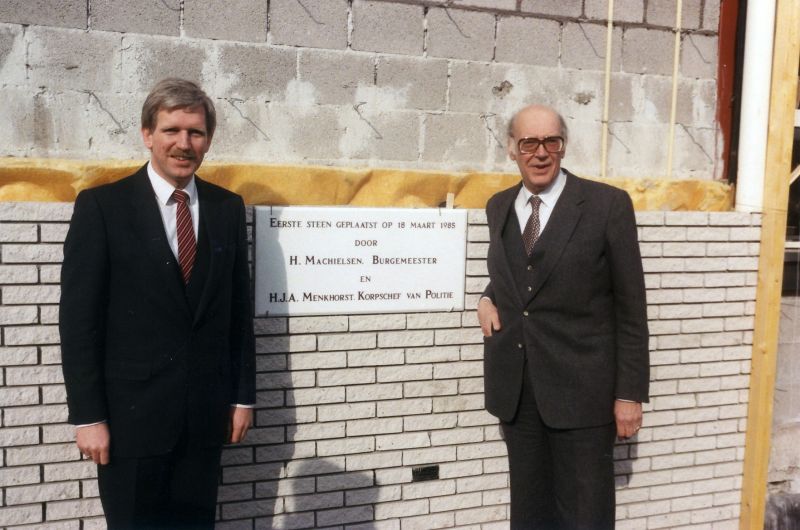 EERSTE STEEN GEPLAATST OP 18 MAART 1985
DOOR
H. MACHIELSEN, BURGEMEESTER
EN
H.J.A. MENKHORST, KORPSCHEF VAN POLITIE